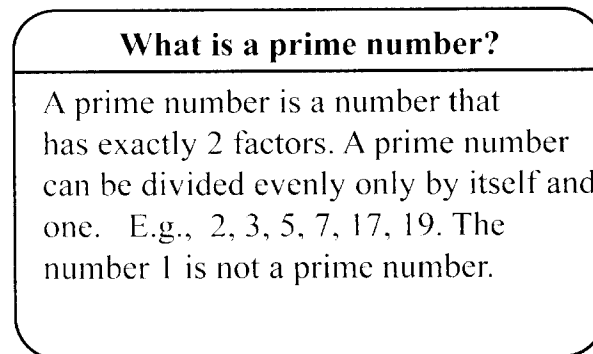 What is a prime number?
A prime number is a number that
has exactly 2 factors. A prime number
can be divided evenly only by itself and
one. E.g., 2, 3, 5, 7, 17, 19. The
number 1 is not a prime number.